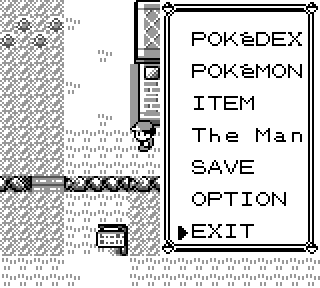 POKéDEX
POKéMON
ITEM
The Man
SAVE
OPTION
EXIT